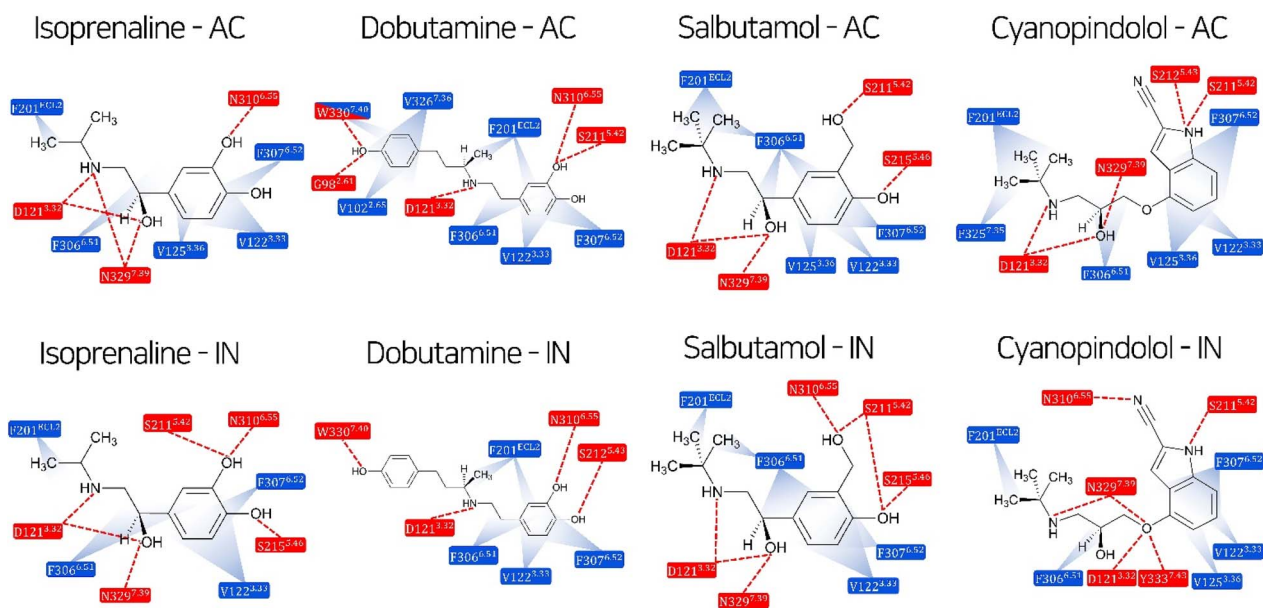 Isoprenaline - AC
F201ECL2
N3106.55
CH3
H3C
OH
F3076.52
HN
OH
D1213.32
H
OH
F3066.51
V1253.36
V1223.33
N3297.39
Dobutamine - AC
W3307.40
V3267.36
N3106.55
F201ECL2
S2115.42
HO
H
CH3
OH
G982.61
N
H
OH
V1022.65
D1213.32
F3066.51
F3076.52
V1223.33
Salbutamol - AC
F201ECL2
S2115.42
CH3
H3C
HO
H3C
F3066.51
S2155.46
HN
OH
H
OH
F3076.52
D1213.32
V1253.36
V1223.33
N3297.39
Cyanopindolol - AC
S2125.43
S2115.42
N
F201ECL2
NH
F3076.52
CH3
H3C
N3297.39
H3C
N
H
O
F3257.35
H
OH
D1213.32
F3066.51
V1253.36
V1223.33
Isoprenaline - IN
S2115.42
N3106.55
F201ECL2
CH3
H3C
OH
F3076.52
HN
OH
D1213.32
H
OH
S2155.46
F3066.51
N3297.39
V1223.33
Dobutamine - IN
N3106.55
W3307.40
F201ECL2
S2125.43
HO
H
CH3
OH
N
H
OH
D1213.32
F3066.51
F3076.52
V1223.33
Salbutamol - IN
N3106.55
F201ECL2
S2115.42
CH3
HO
H3C
H3C
F3066.51
S2155.46
HN
OH
H
OH
F3076.52
D1213.32
V1223.33
N3297.39
Cyanopindolol - IN
N3106.55
N
S2115.42
F201ECL2
NH
CH3
F3076.52
H3C
N3297.39
H3C
N
H
O
H
OH
V1223.33
F3066.51
D1213.32
Y3337.43
V1253.36